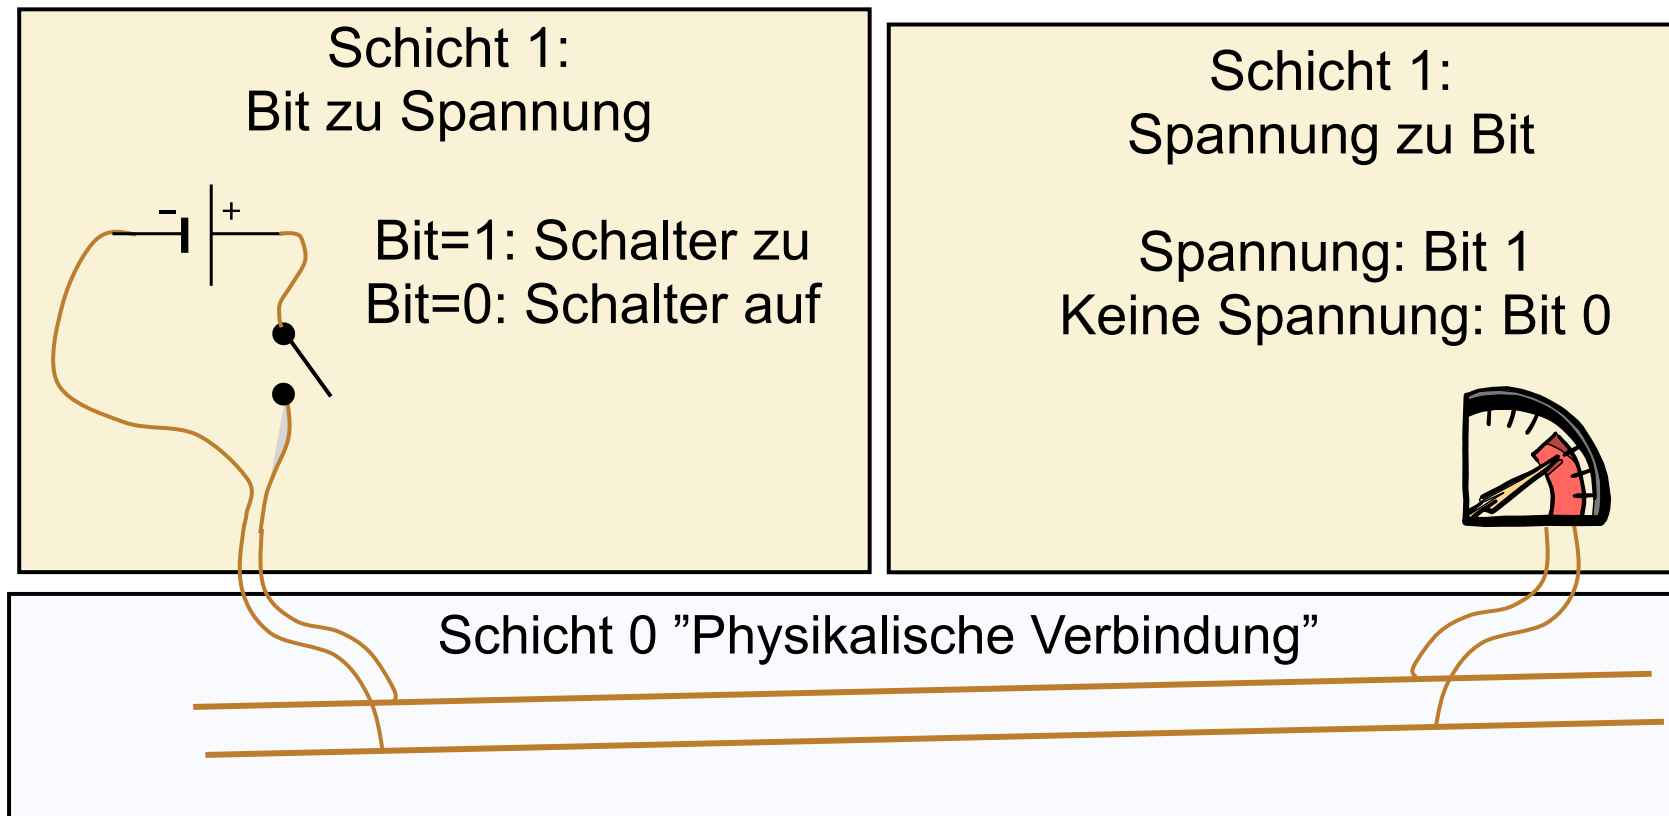 Schicht 1:
Bit zu Spannung
− +
Bit=1: Schalter zu
Bit=0: Schalter auf
Schicht 1:
Spannung zu Bit
Spannung: Bit 1
Keine Spannung: Bit 0
Schicht 0 ”Physikalische Verbindung”